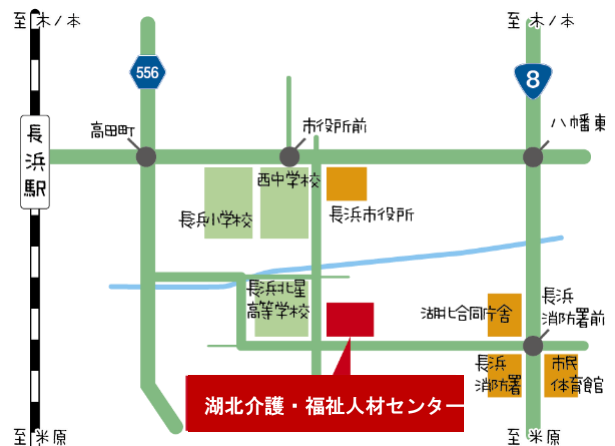 至木ノ本
至木ノ本
556
8
高田町
市役所前
八幡東
長浜駅
西中学校
長浜小学校
長浜市役所
長浜北星
高等学校
湖北合同庁舎
長浜
消防署前
長浜
消防署
市民
体育館
湖北介護・福祉人材センター
至米原
至米原